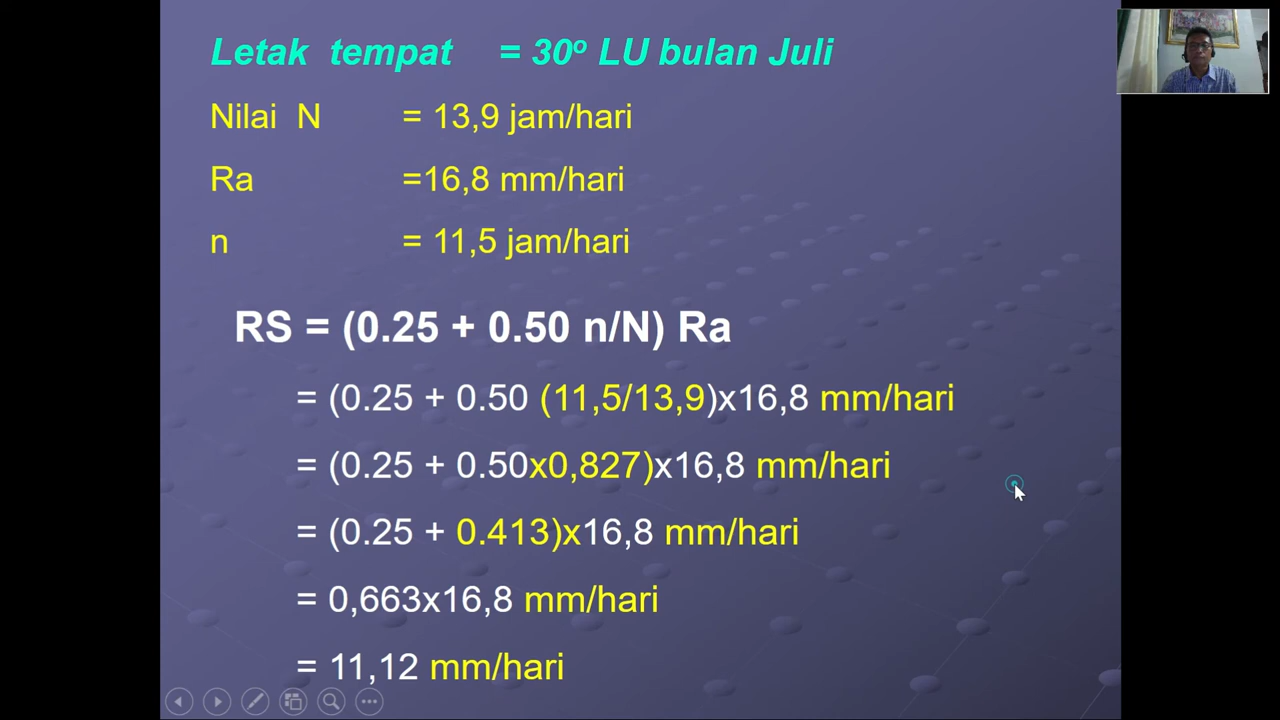 Letak tempat = 30º LU bulan Juli
Nilai N = 13,9 jam/hari
Ra =16,8 mm/hari
n = 11,5 jam/hari
RS = (0.25 + 0.50 n/N) Ra
= (0.25 + 0.50 (11,5/13,9)x16,8 mm/hari
= (0.25 + 0.50x0,827)x16,8 mm/hari
= (0.25 + 0.413)x16,8 mm/hari
= 0,663x16,8 mm/hari
= 11,12 mm/hari